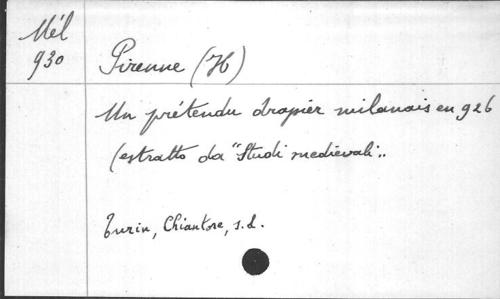 Mél
930
Pirenne (H)
Un prétendu drapier milanais en 926
(estratto da "Studi medievali"..
Turin, Chiantore, s.d.